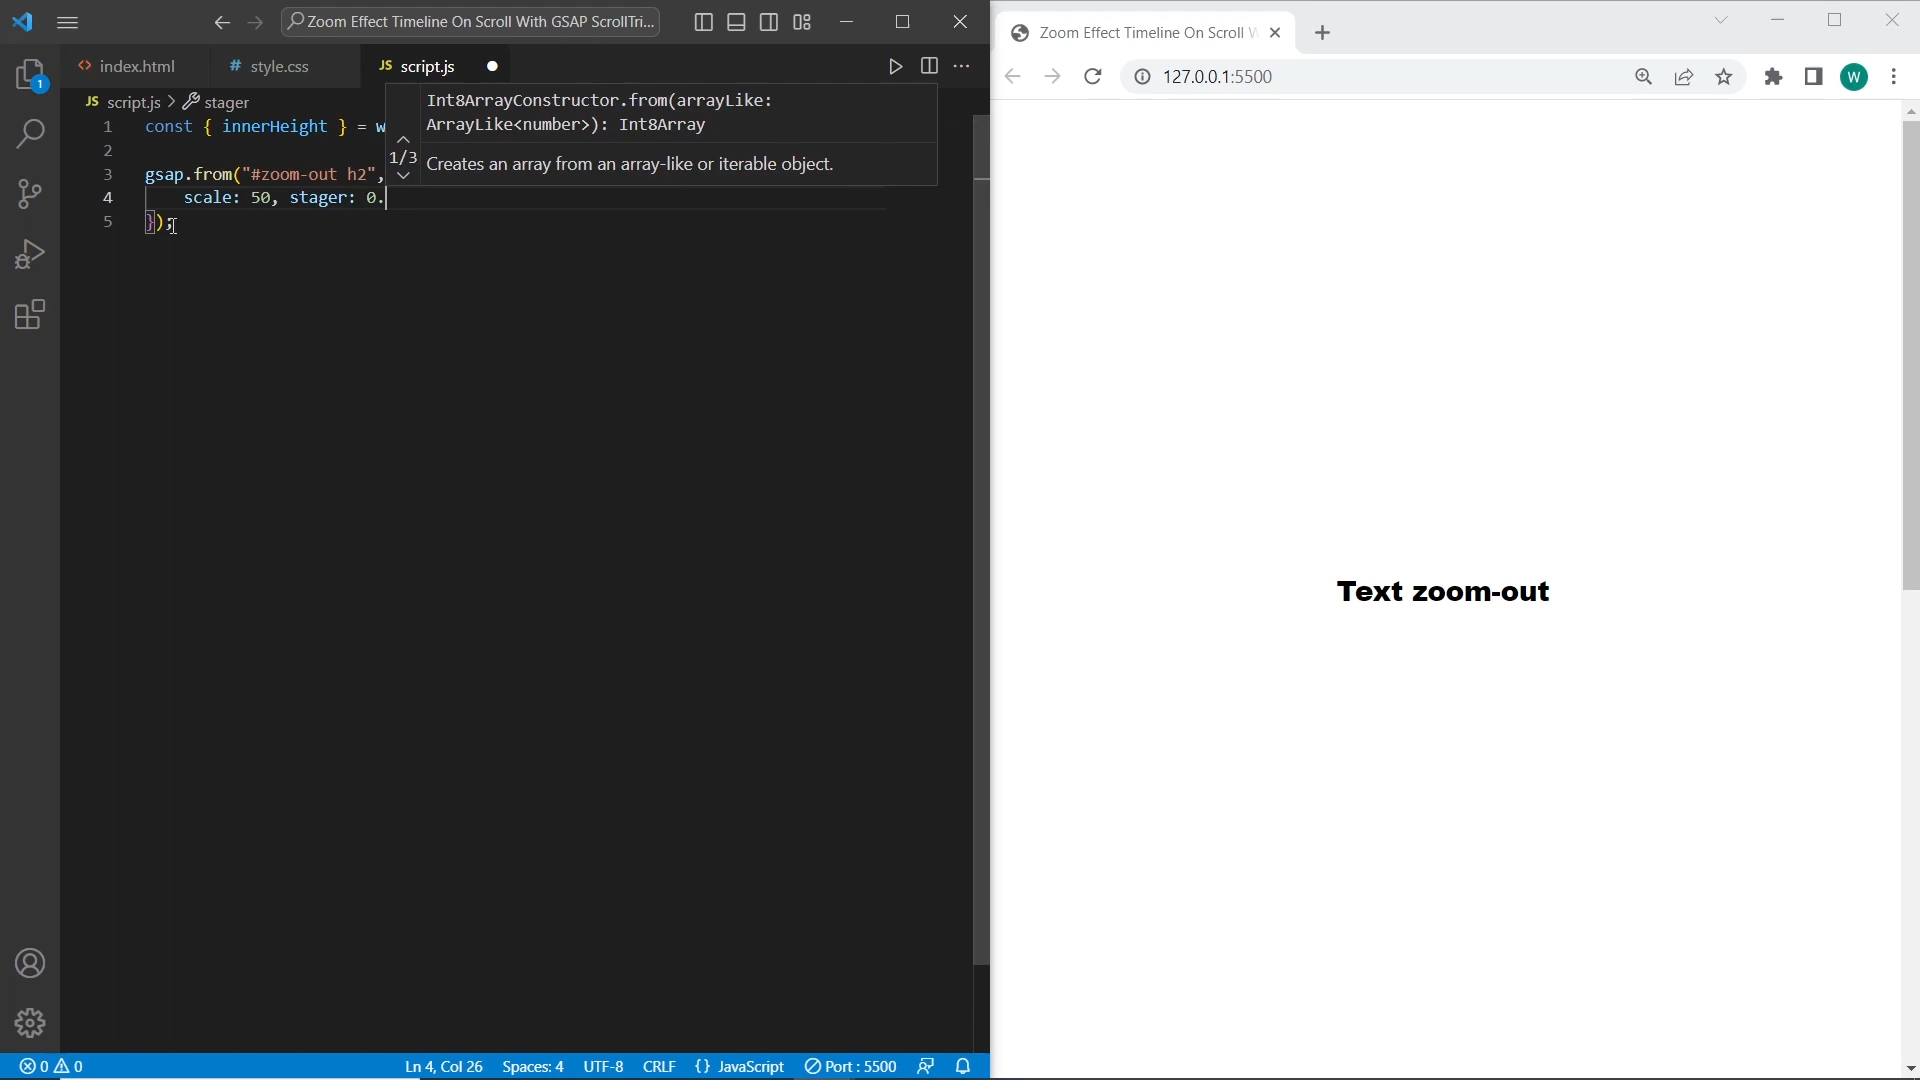 Zoom Effect Timeline On Scroll With GSAP ScrollTri...
index.html
# style.css
JS script.js
1
JS script.js > stager
Int8ArrayConstructor.from(arrayLike:
ArrayLike<number>): Int8Array
1/3
Creates an array from an array-like or iterable object.
1 const { innerHeight } = w
2
3 gsap.from("#zoom-out h2",
4 scale: 50, stager: 0.
5 });
0 0
Ln 4, Col 26
Spaces: 4
UTF-8
CRLF
{} JavaScript
Port : 5500
Zoom Effect Timeline On Scroll W
127.0.0.1:5500
W
Text zoom-out